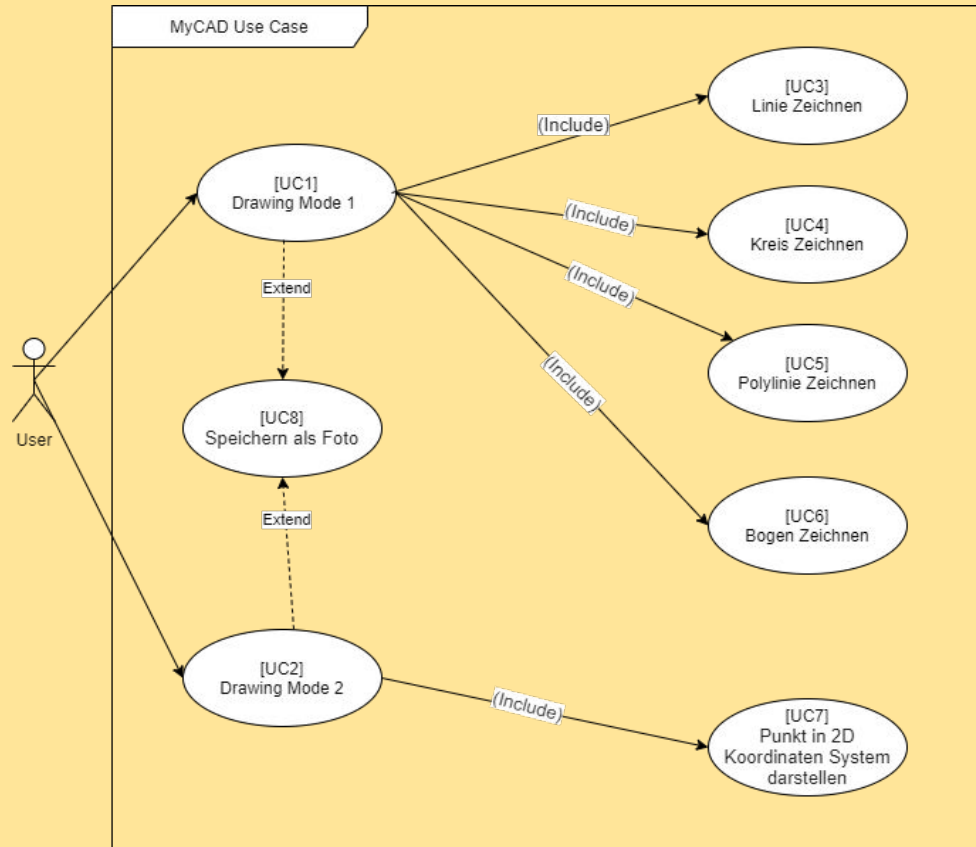 MyCAD Use Case
[UC3]
Linie Zeichnen
(Include)
[UC1]
Drawing Mode 1
(Include)
[UC4]
Kreis Zeichnen
Extend
(Include)
[UC5]
Polylinie Zeichnen
(Include)
User
[UC8]
Speichern als Foto
Extend
[UC6]
Bogen Zeichnen
[UC2]
Drawing Mode 2
(Include)
[UC7]
Punkt in 2D
Koordinaten System
darstellen